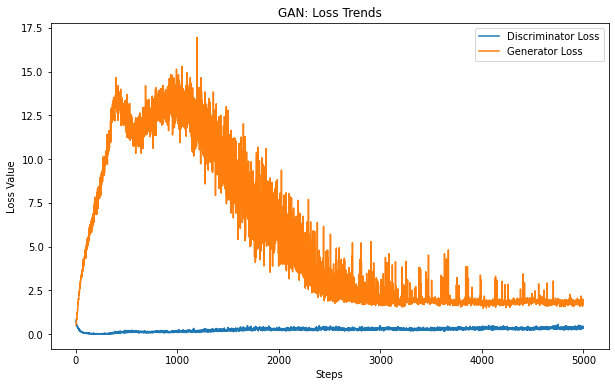 GAN: Loss Trends
Discriminator Loss
Generator Loss
Loss Value
17.5
15.0
12.5
10.0
7.5
5.0
2.5
0.0
0
1000
2000
3000
4000
5000
Steps